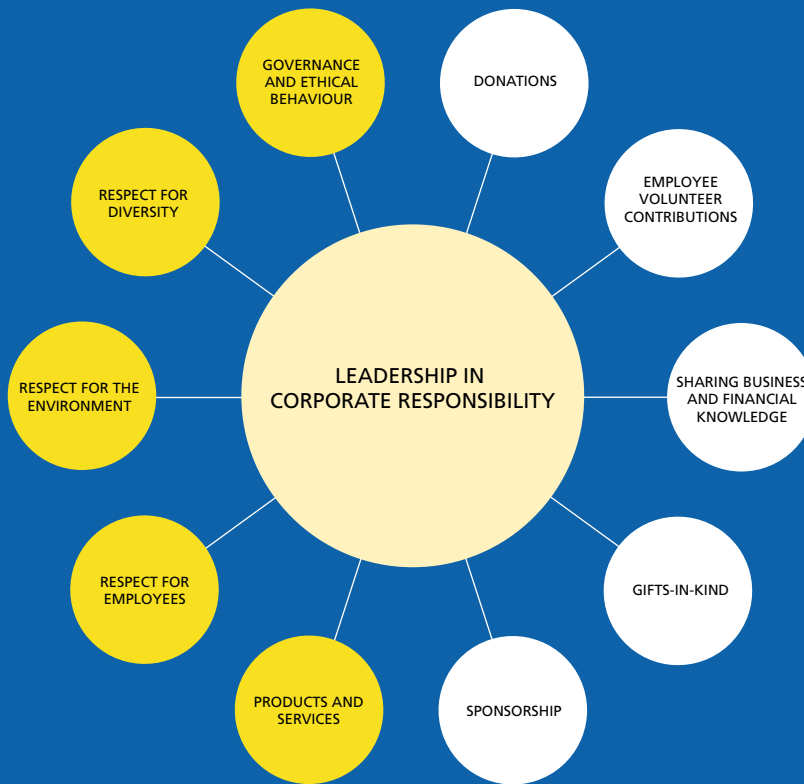 GOVERNANCE
AND ETHICAL
BEHAVIOUR
DONATIONS
RESPECT FOR
DIVERSITY
EMPLOYEE
VOLUNTEER
CONTRIBUTIONS
RESPECT FOR THE
ENVIRONMENT
LEADERSHIP IN
CORPORATE RESPONSIBILITY
SHARING BUSINESS
AND FINANCIAL
KNOWLEDGE
RESPECT FOR
EMPLOYEES
GIFTS-IN-KIND
PRODUCTS AND
SERVICES
SPONSORSHIP